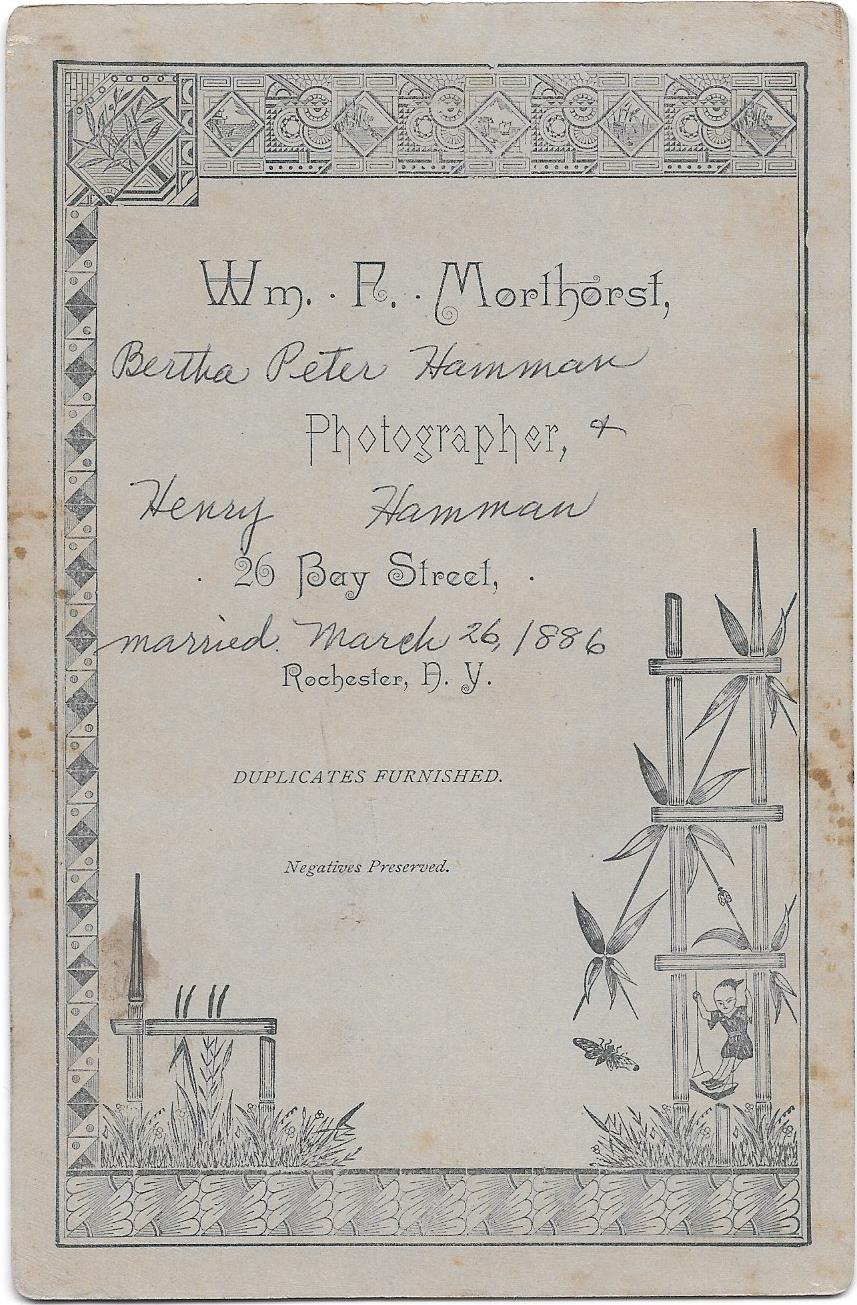 Wm. F. Morthorst,
Bertha Peter Hamman
Photographer, &
Henry Hamman
26 Bay Street,
married. March 26, 1886
Rochester, N. Y.
DUPLICATES FURNISHED.
Negatives Preserved.